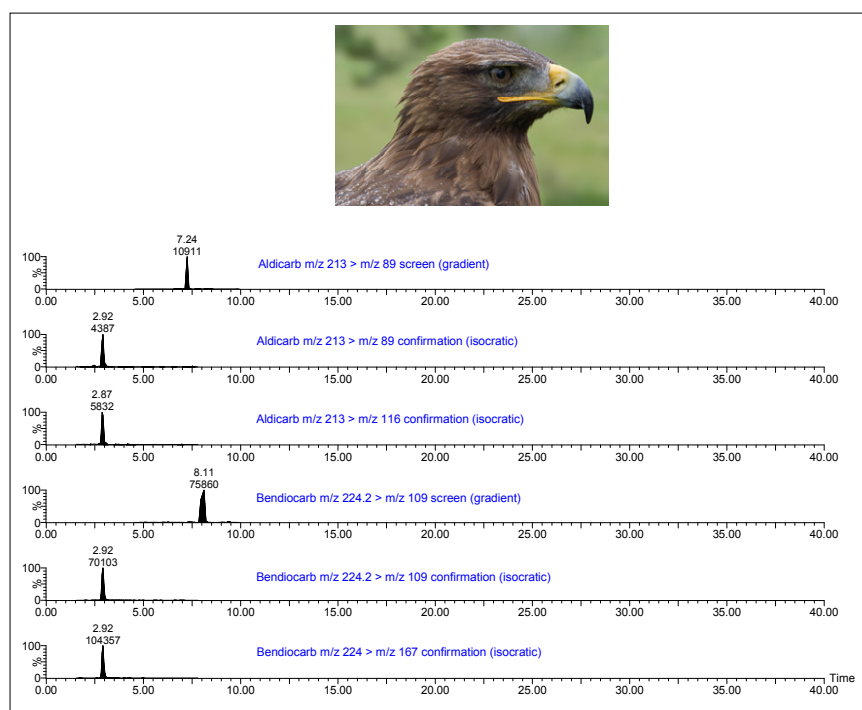 7.24
10911
100
%
0
Aldicarb m/z 213 > m/z 89 screen (gradient)
0.00 5.00 10.00 15.00 20.00 25.00 30.00 35.00 40.00
2.92
4387
100
%
0
Aldicarb m/z 213 > m/z 89 confirmation (isocratic)
0.00 5.00 10.00 15.00 20.00 25.00 30.00 35.00 40.00
2.87
5832
100
%
0
Aldicarb m/z 213 > m/z 116 confirmation (isocratic)
0.00 5.00 10.00 15.00 20.00 25.00 30.00 35.00 40.00
8.11
75860
100
%
0
Bendiocarb m/z 224.2 > m/z 109 screen (gradient)
0.00 5.00 10.00 15.00 20.00 25.00 30.00 35.00 40.00
2.92
70103
100
%
0
Bendiocarb m/z 224.2 > m/z 109 confirmation (isocratic)
0.00 5.00 10.00 15.00 20.00 25.00 30.00 35.00 40.00
2.92
104357
100
%
0
Bendiocarb m/z 224 > m/z 167 confirmation (isocratic)
Time
0.00 5.00 10.00 15.00 20.00 25.00 30.00 35.00 40.00